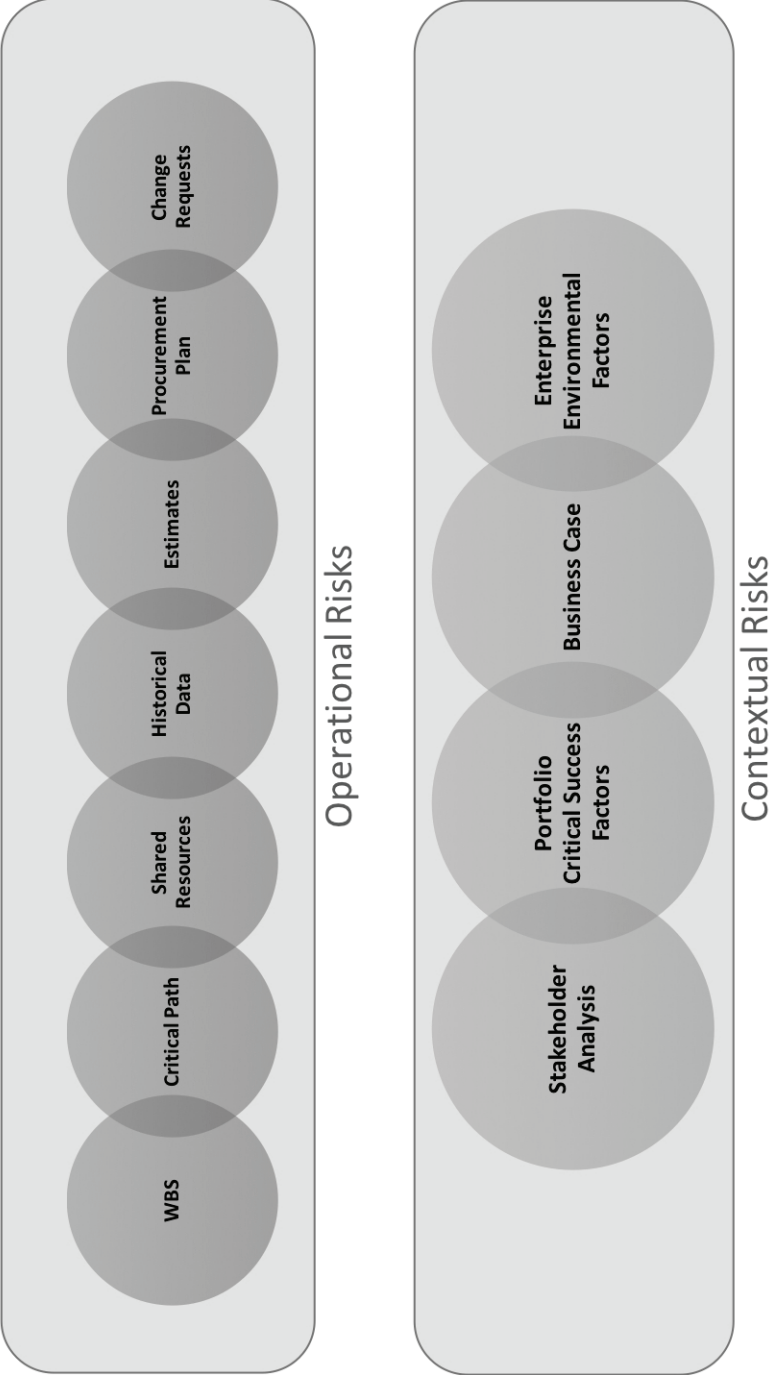 WBS
Critical Path
Shared
Resources
Historical
Data
Estimates
Procurement
Plan
Change
Requests
Operational Risks
Stakeholder
Analysis
Portfolio
Critical Success
Factors
Business Case
Enterprise
Environmental
Factors
Contextual Risks